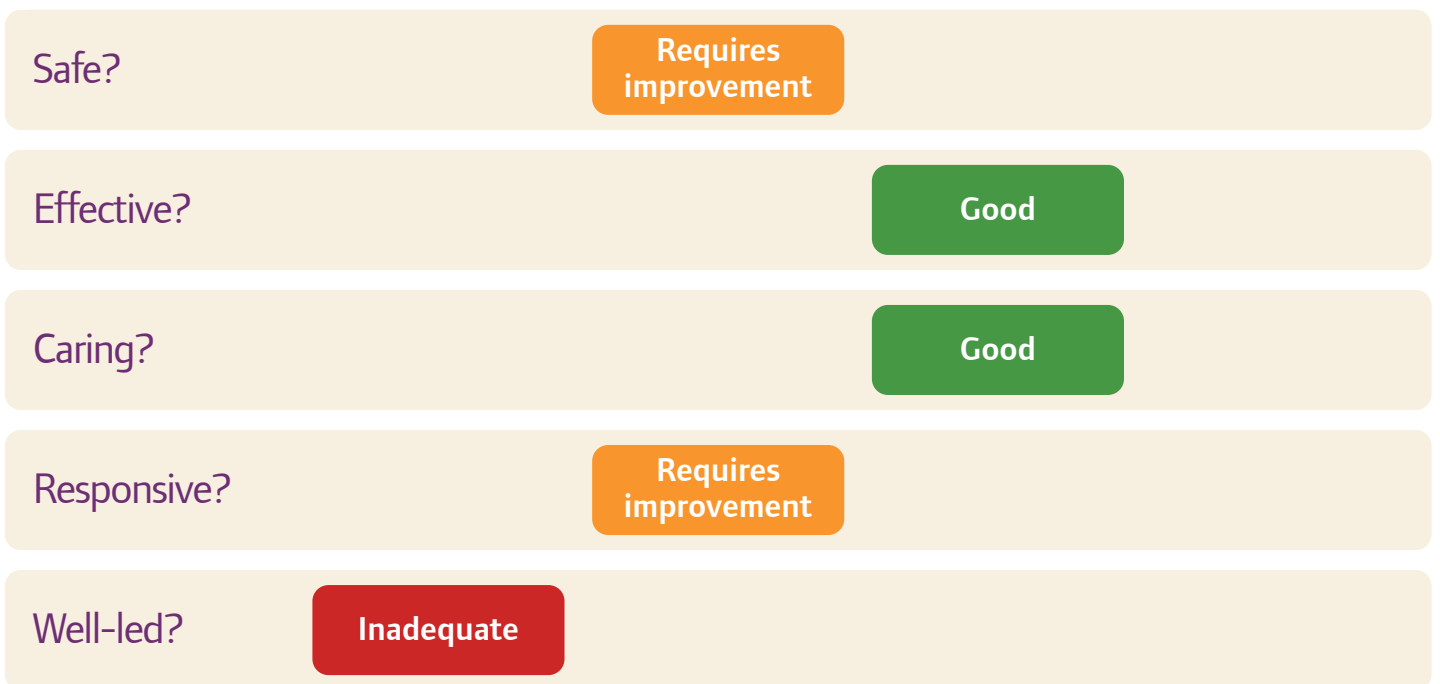 Safe?
Requires
improvement
Effective?
Good
Caring?
Good
Responsive?
Requires
improvement
Well-led?
Inadequate